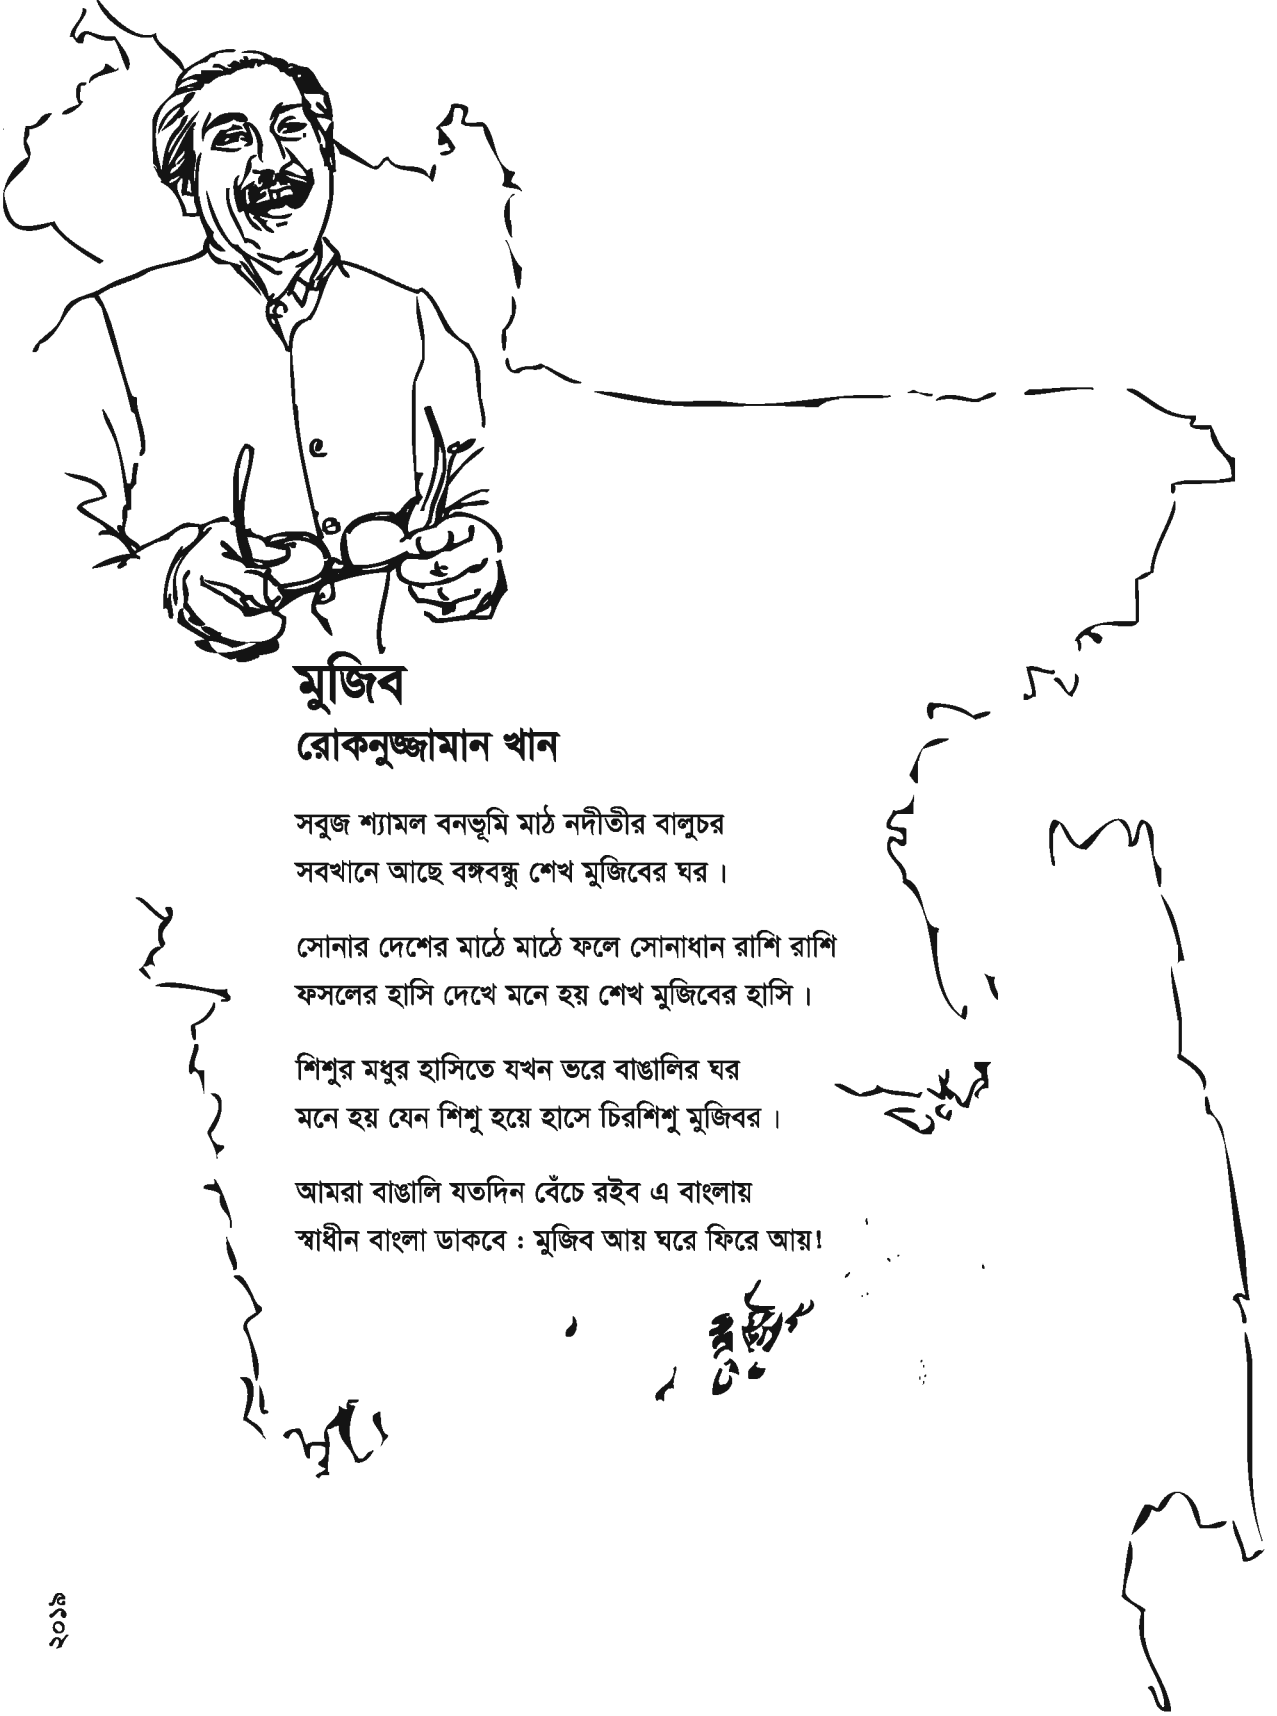 মুজিব
রোকনুজ্জামান খান
সবুজ শ্যামল বনভূমি মাঠ নদীতীর বালুচর
সবখানে আছে বঙ্গবন্ধু শেখ মুজিবের ঘর।
সোনার দেশের মাঠে মাঠে ফলে সোনাধান রাশি রাশি
ফসলের হাসি দেখে মনে হয় শেখ মুজিবের হাসি।
শিশুর মধুর হাসিতে যখন ভরে বাঙালির ঘর
মনে হয় যেন শিশু হয়ে হাসে চিরশিশু মুজিবর।
আমরা বাঙালি যতদিন বেঁচে রইব এ বাংলায়
স্বাধীন বাংলা ডাকবে : মুজিব আয় ঘরে ফিরে আয়!
২০১৯